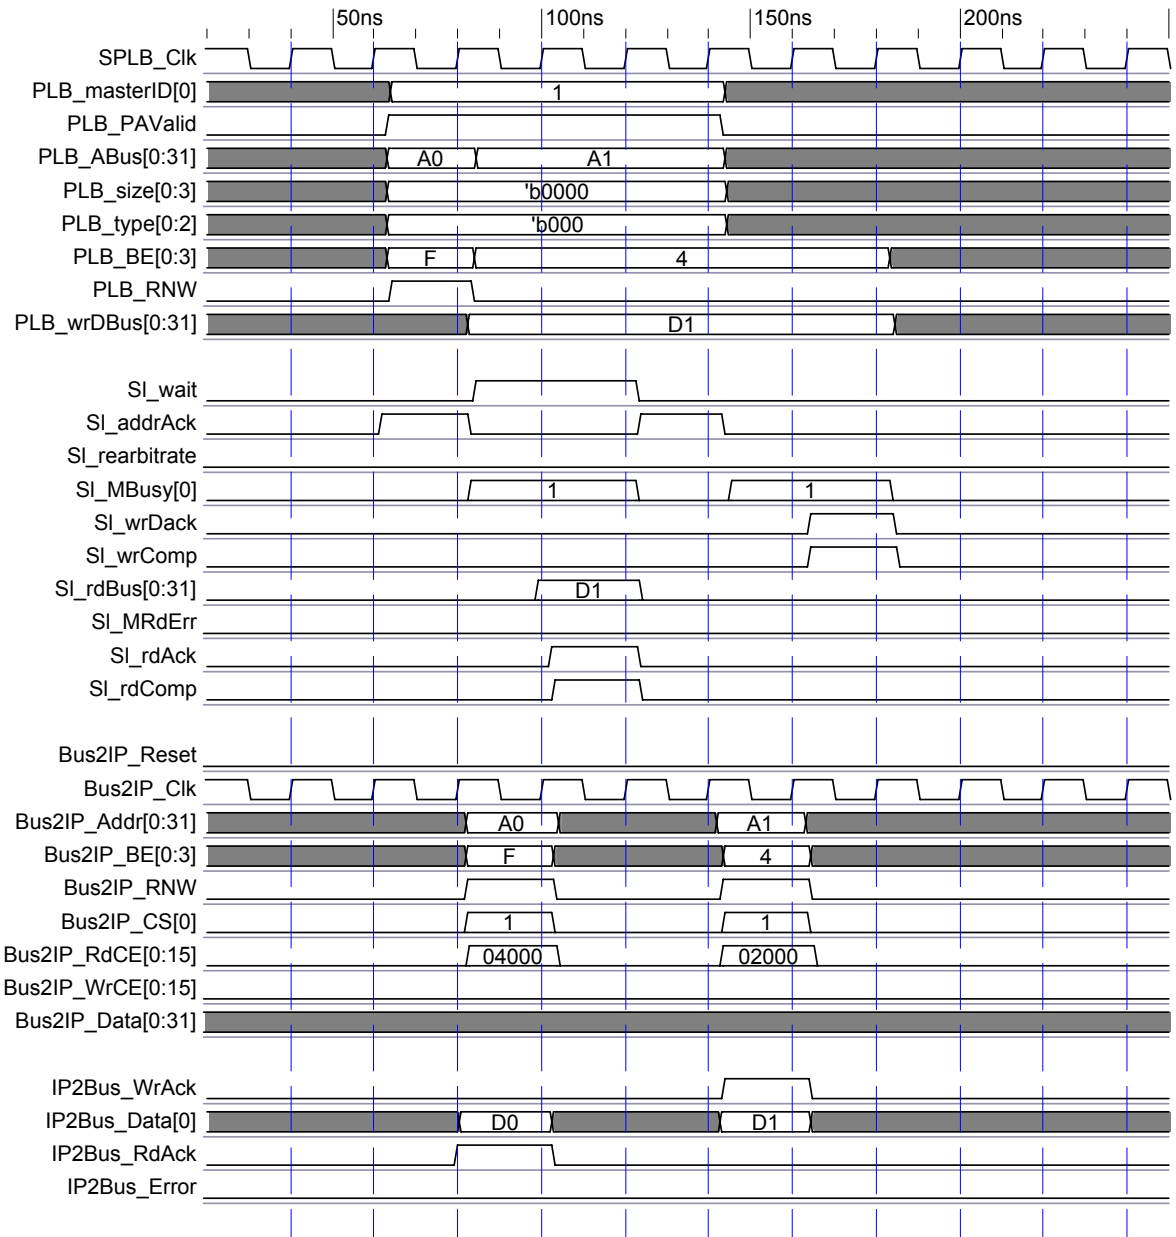 50ns 100ns 150ns 200ns
SPLB_Clk
PLB_masterID[0] 1
PLB_PAValid
PLB_ABus[0:31] A0 A1
PLB_size[0:3] 'b0000
PLB_type[0:2] 'b000
PLB_BE[0:3] F 4
PLB_RNW
PLB_wrDBus[0:31] D1
Sl_wait
Sl_addrAck
Sl_rearbitrate
Sl_MBusy[0] 1 1
Sl_wrDack
Sl_wrComp
Sl_rdBus[0:31] D1
Sl_MRdErr
Sl_rdAck
Sl_rdComp
Bus2IP_Reset
Bus2IP_Clk
Bus2IP_Addr[0:31] A0 A1
Bus2IP_BE[0:3] F 4
Bus2IP_RNW
Bus2IP_CS[0] 1 1
Bus2IP_RdCE[0:15] 04000 02000
Bus2IP_WrCE[0:15]
Bus2IP_Data[0:31]
IP2Bus_WrAck
IP2Bus_Data[0] D0 D1
IP2Bus_RdAck
IP2Bus_Error